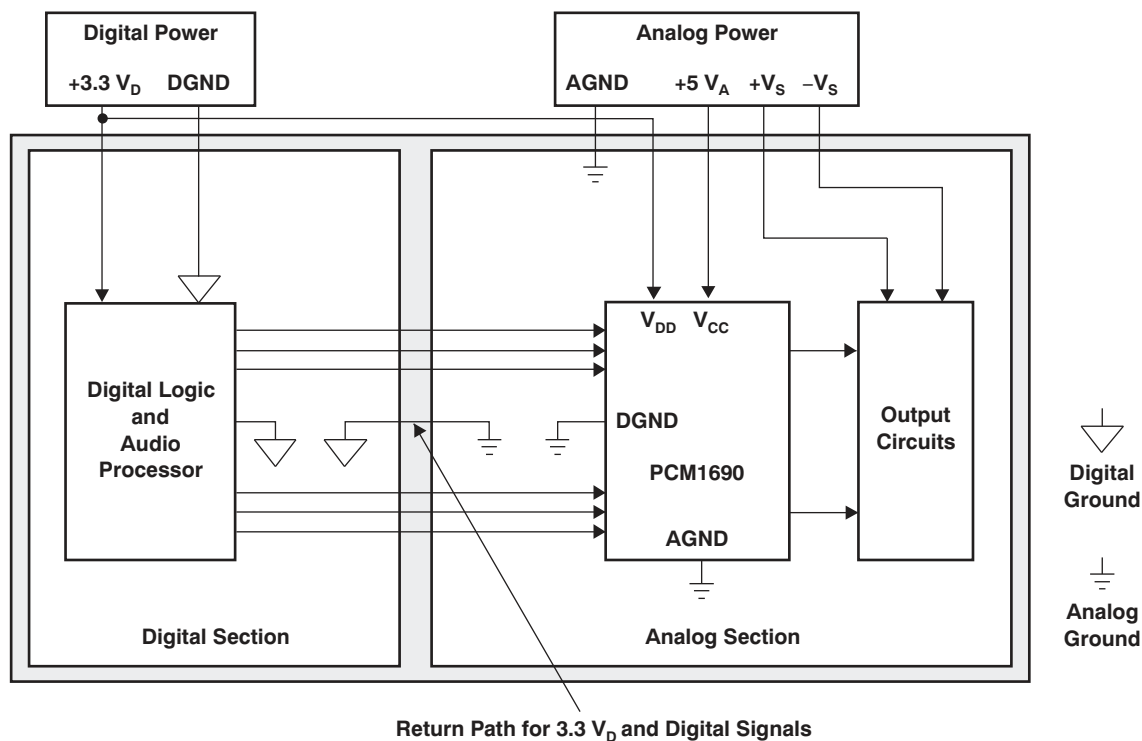 Digital Power
+3.3 V_D DGND
Analog Power
AGND +5 V_A +V_S –V_S
V_DD V_CC
Digital Logic
and
Audio
Processor
DGND
PCM1690
AGND
Output
Circuits
Digital
Ground
Analog
Ground
Digital Section
Analog Section
Return Path for 3.3 V_D and Digital Signals